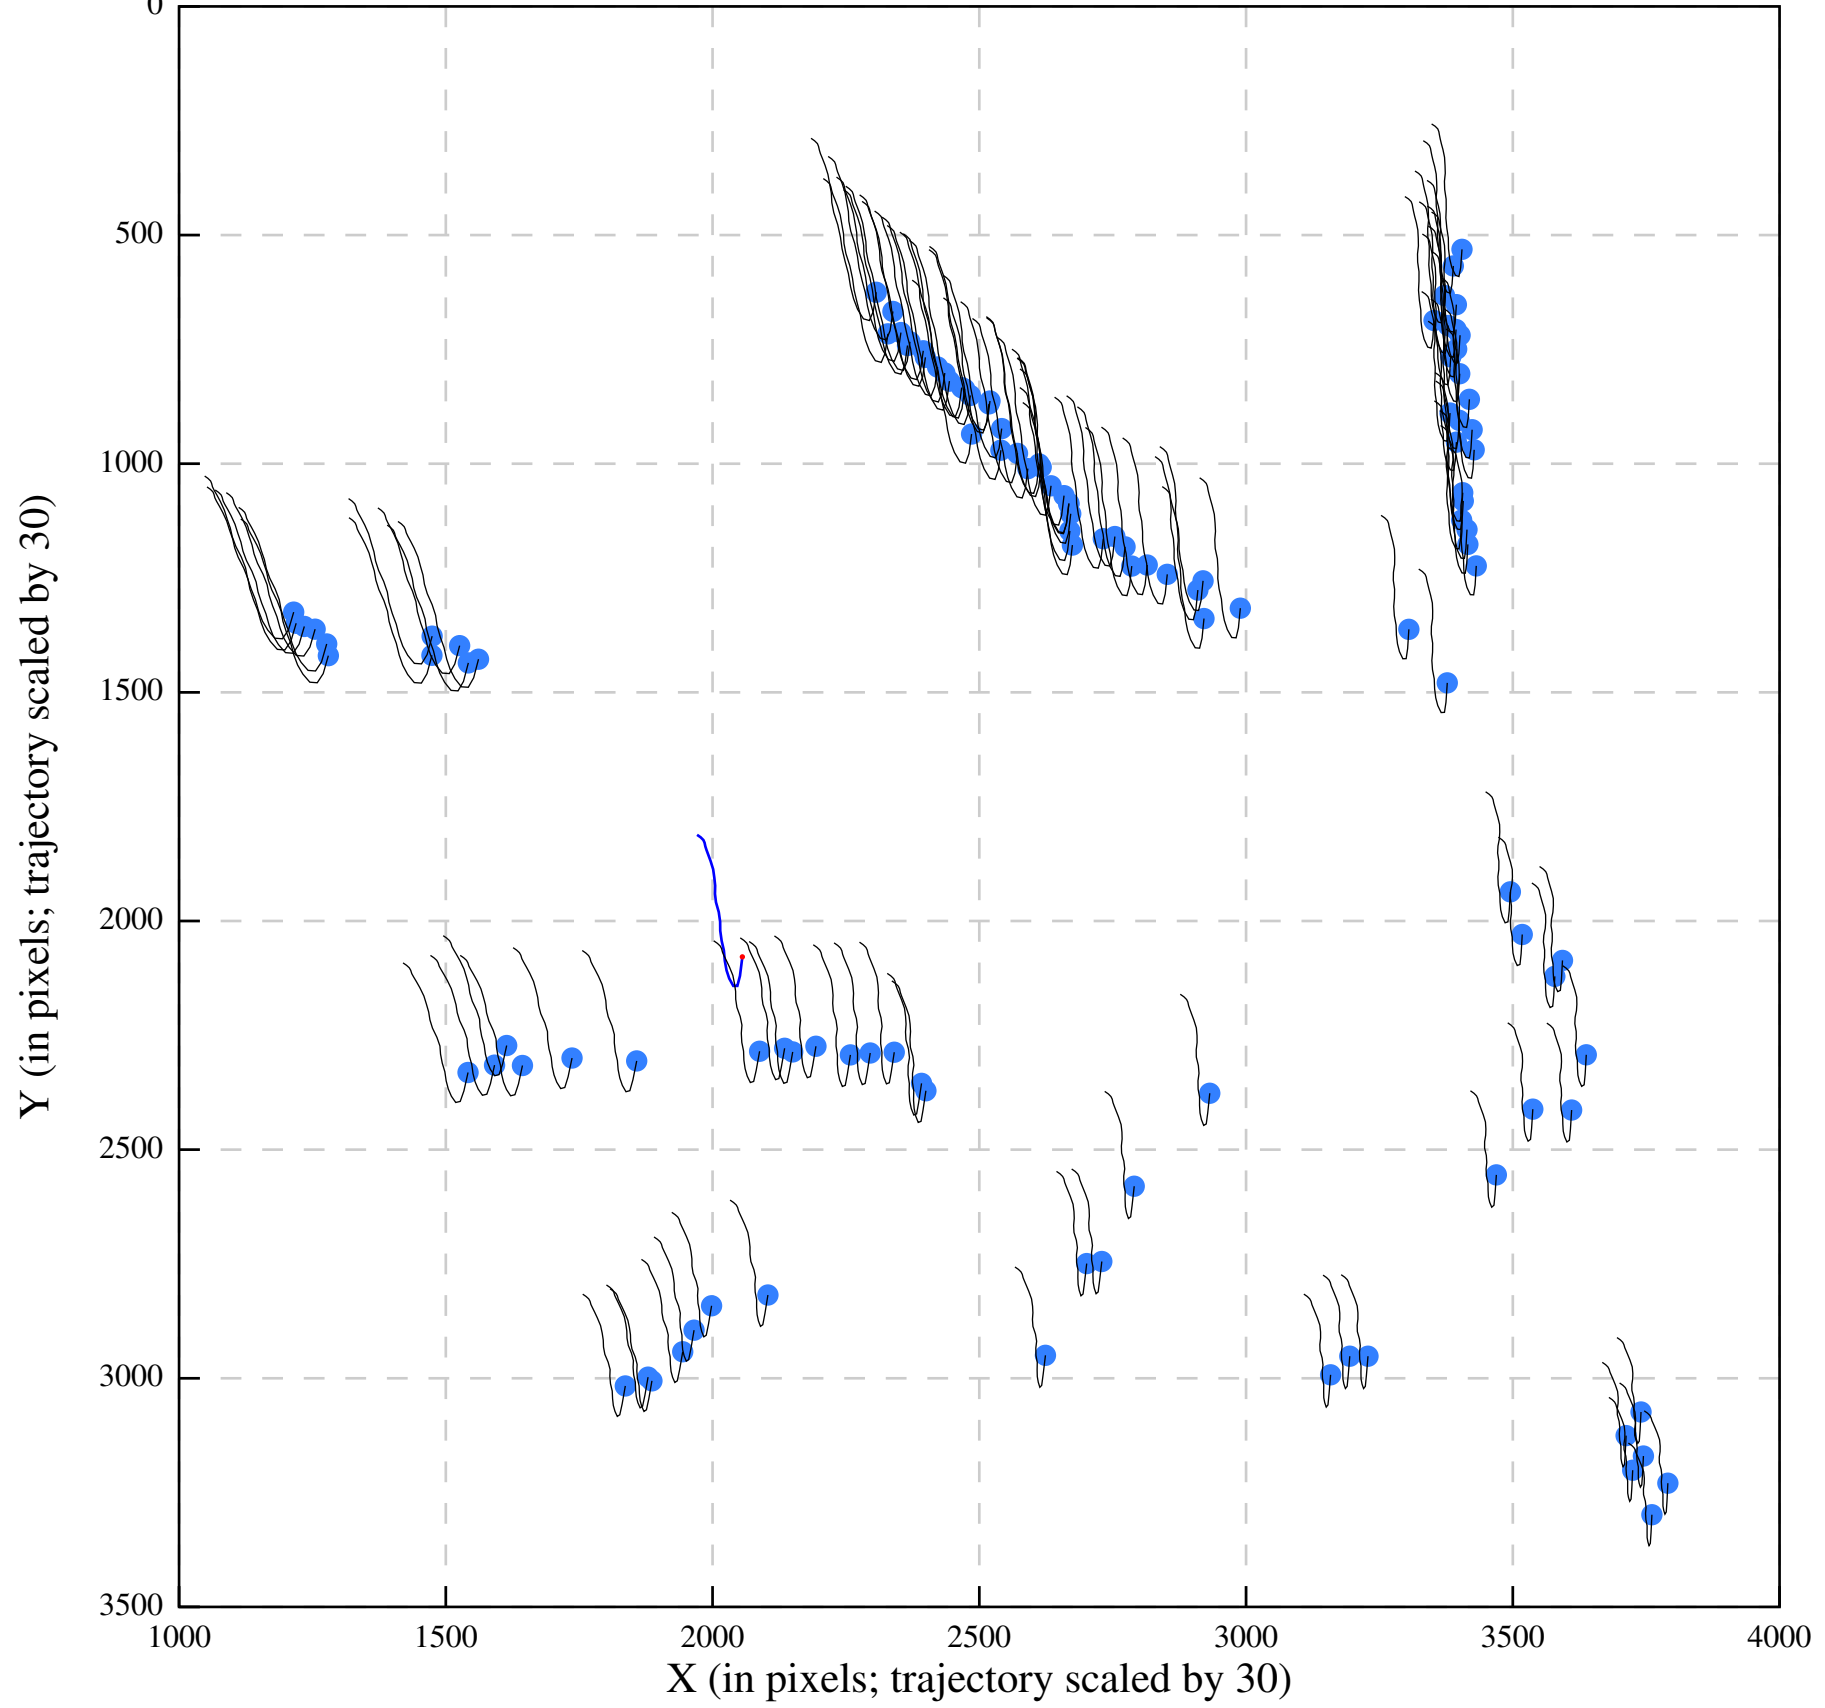 0
500
1000
1500
2000
2500
3000
3500
1000 1500 2000 2500 3000 3500 4000
X (in pixels; trajectory scaled by 30)
Y (in pixels; trajectory scaled by 30)